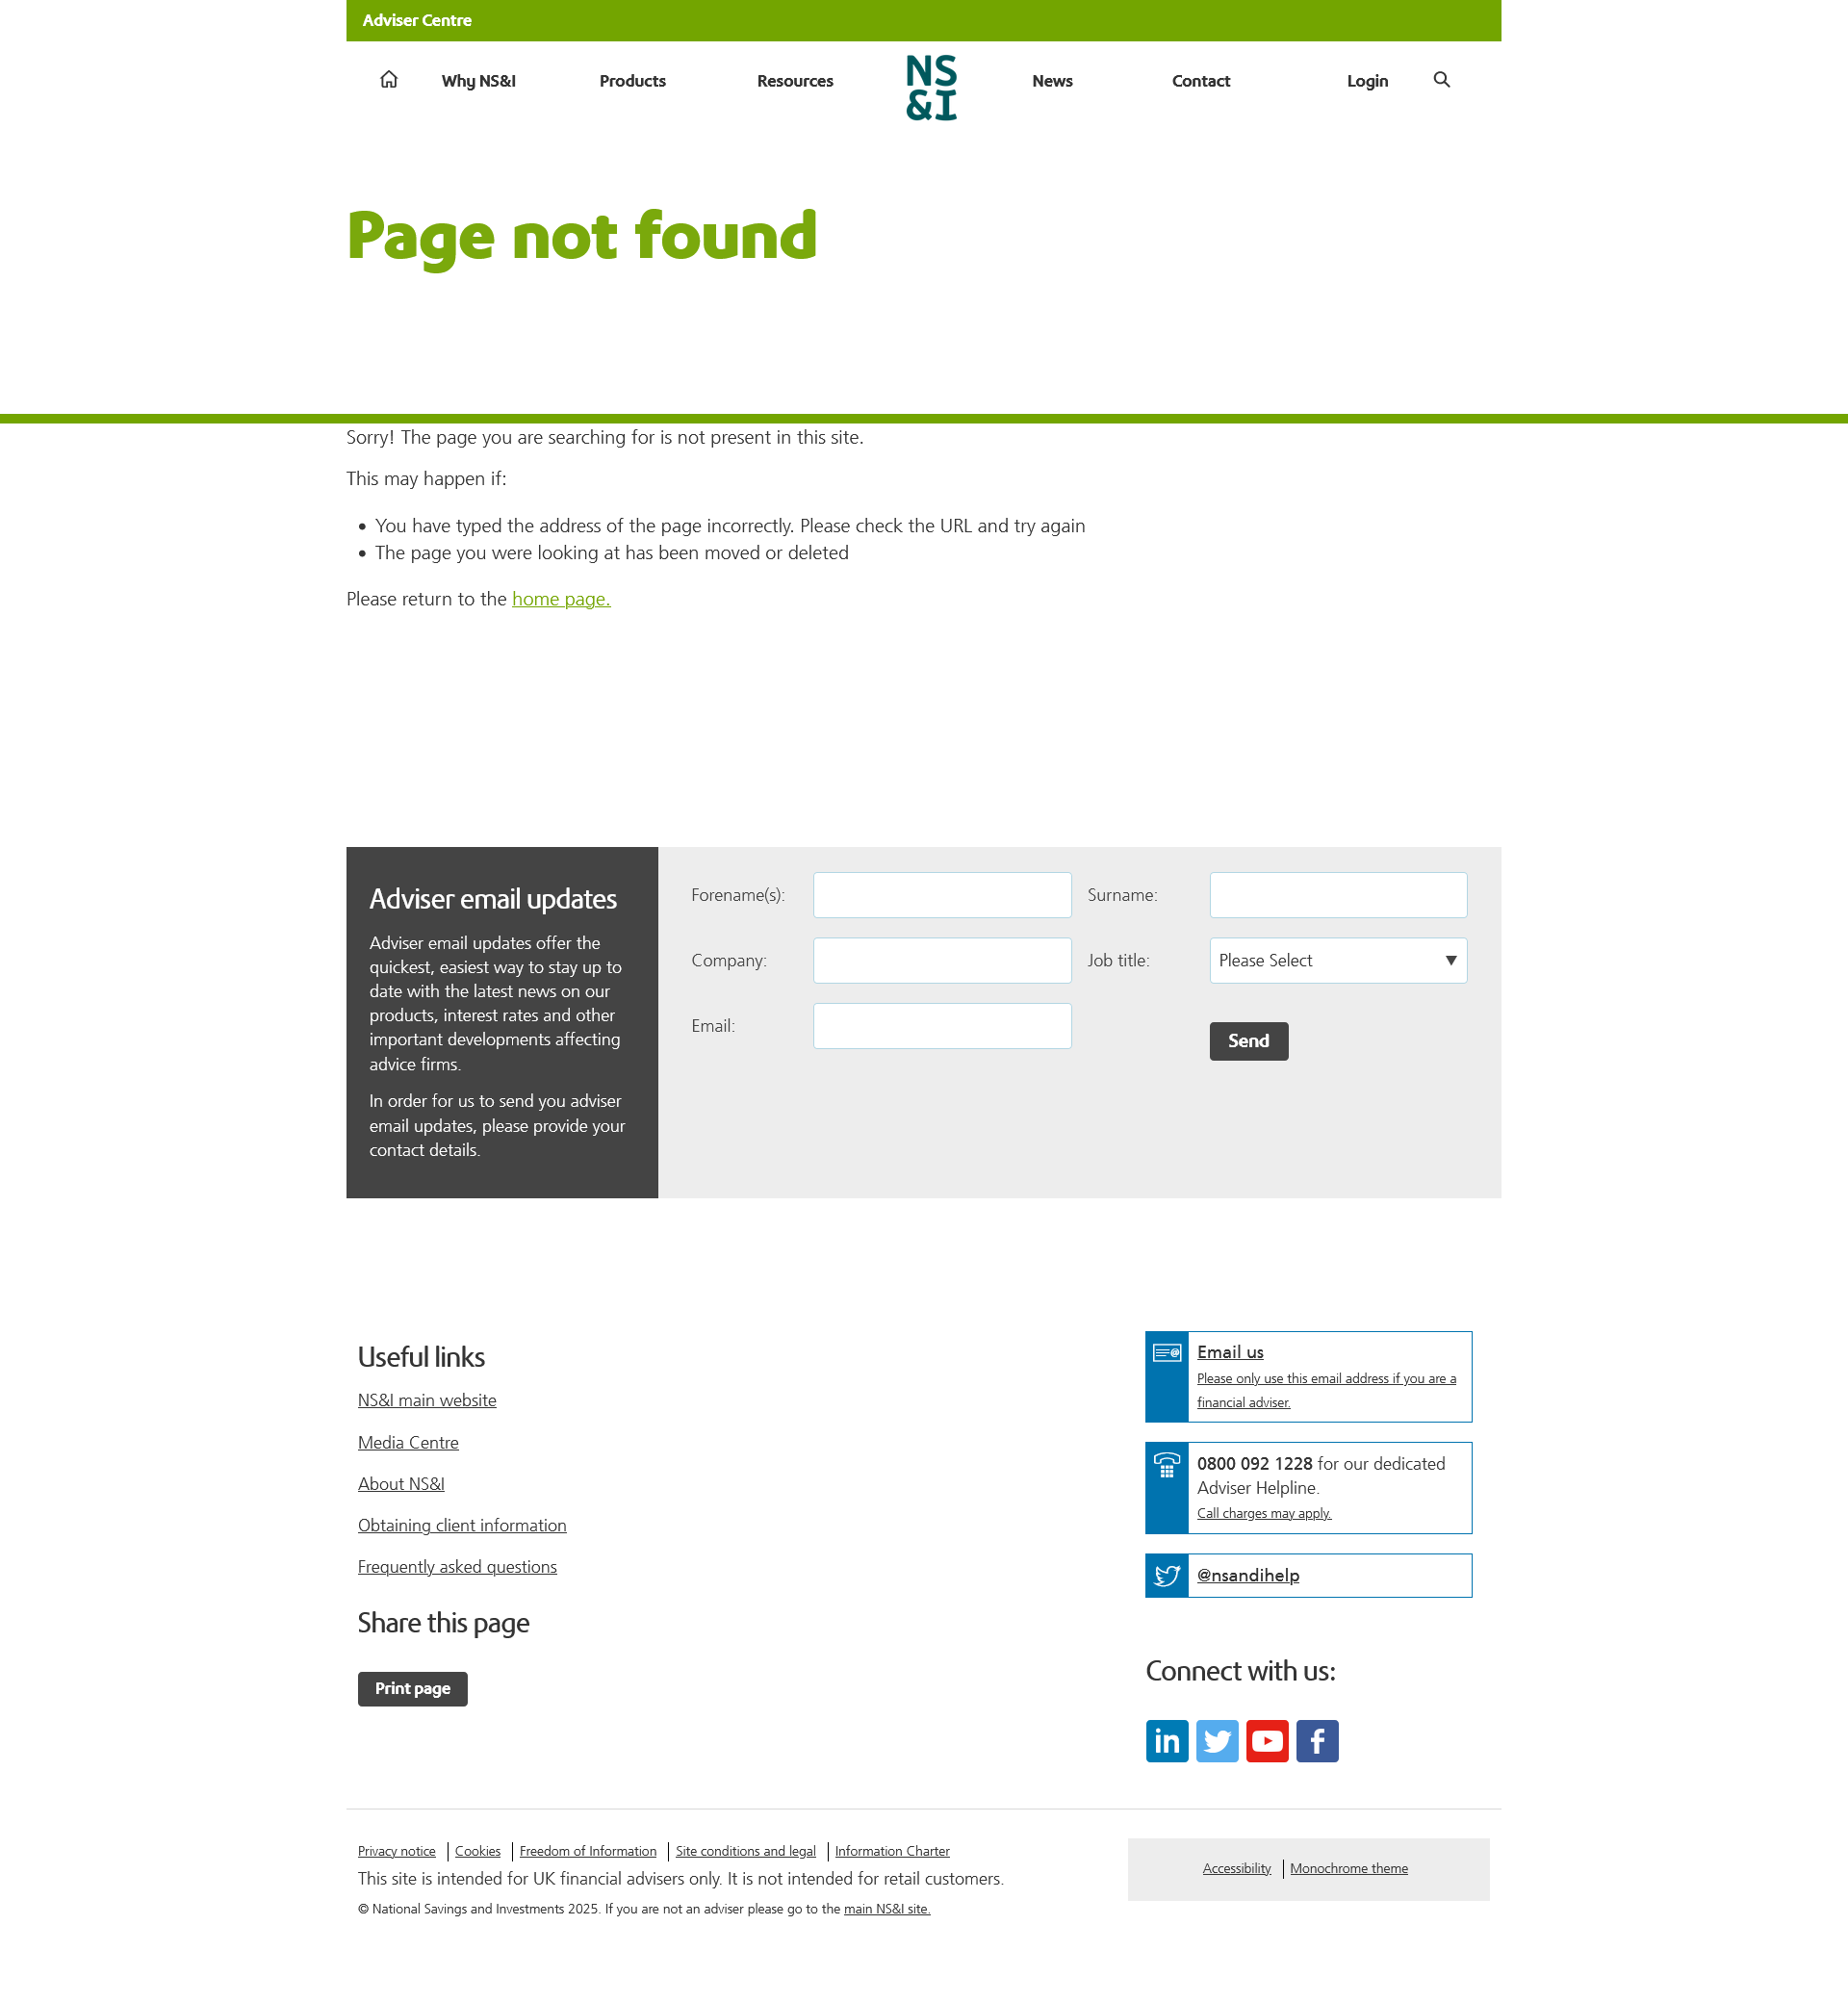 Adviser Centre
Why NS&I
Products
Resources
NS
&I
News
Contact
Login
Page not found
Sorry! The page you are searching for is not present in this site.
This may happen if:
• You have typed the address of the page incorrectly. Please check the URL and try again
• The page you were looking at has been moved or deleted
Please return to the home page.
Adviser email updates
Adviser email updates offer the
quickest, easiest way to stay up to
date with the latest news on our
products, interest rates and other
important developments affecting
advice firms.
In order for us to send you adviser
email updates, please provide your
contact details.
Forename(s):
Surname:
Company:
Job title:
Please Select
Email:
Send
Useful links
NS&I main website
Media Centre
About NS&I
Obtaining client information
Frequently asked questions
Share this page
Print page
Email us
Please only use this email address if you are a
financial adviser.
0800 092 1228 for our dedicated
Adviser Helpline.
Call charges may apply.
@nsandihelp
Connect with us:
Privacy notice
Cookies
Freedom of Information
Site conditions and legal
Information Charter
This site is intended for UK financial advisers only. It is not intended for retail customers.
© National Savings and Investments 2025. If you are not an adviser please go to the main NS&I site.
Accessibility
Monochrome theme